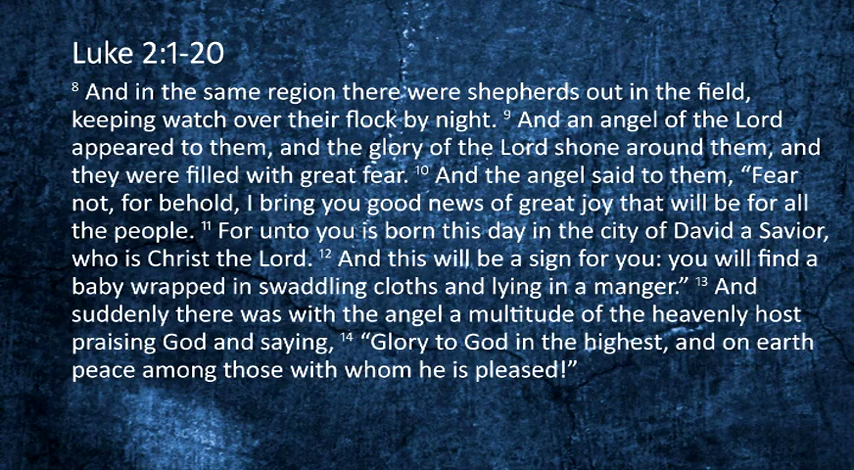 Luke 2:1-20
⁸ And in the same region there were shepherds out in the field,
keeping watch over their flock by night. ⁹ And an angel of the Lord
appeared to them, and the glory of the Lord shone around them, and
they were filled with great fear. ¹⁰ And the angel said to them, “Fear
not, for behold, I bring you good news of great joy that will be for all
the people. ¹¹ For unto you is born this day in the city of David a Savior,
who is Christ the Lord. ¹² And this will be a sign for you: you will find a
baby wrapped in swaddling cloths and lying in a manger.” ¹³ And
suddenly there was with the angel a multitude of the heavenly host
praising God and saying, ¹⁴ “Glory to God in the highest, and on earth
peace among those with whom he is pleased!”